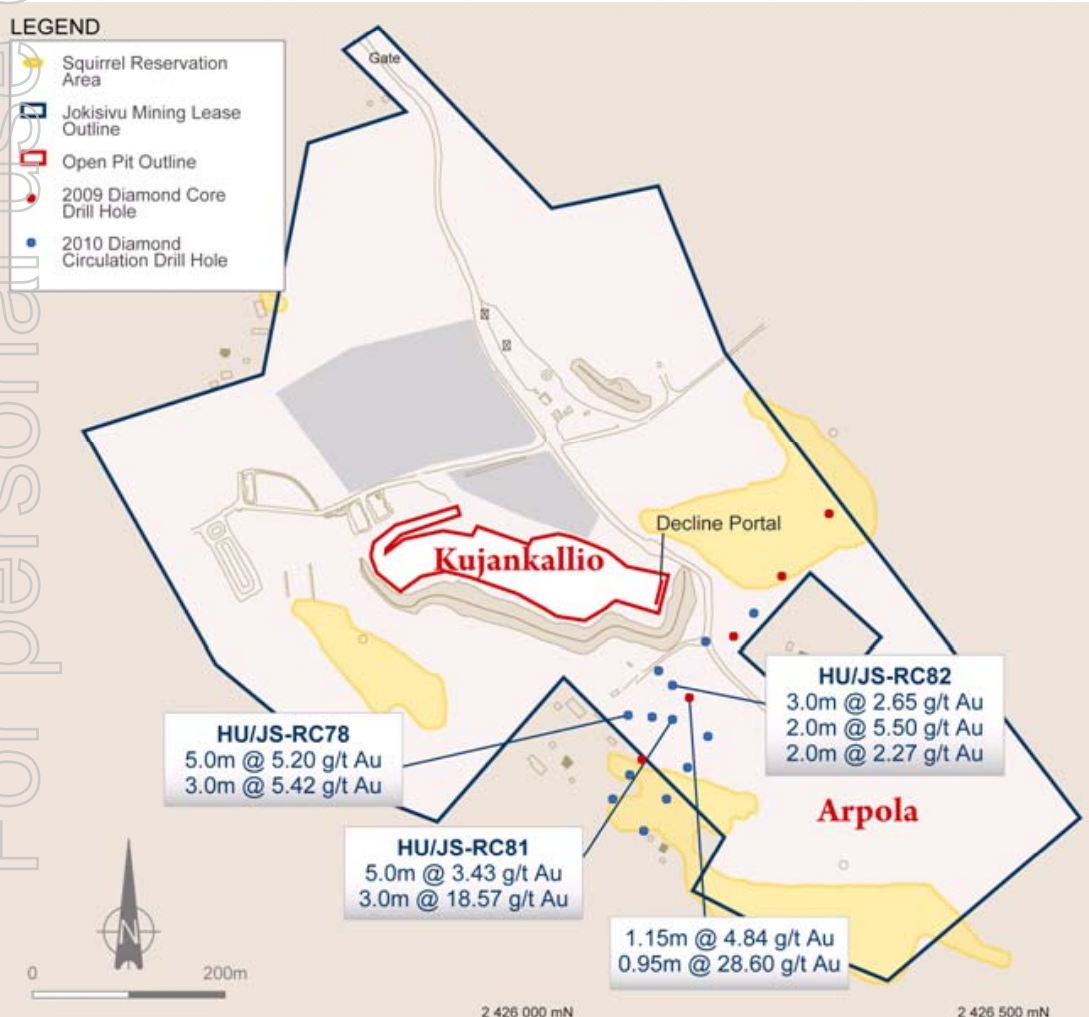 LEGEND
Squirrel Reservation
Area
Jokisivu Mining Lease
Outline
Open Pit Outline
2009 Diamond Core
Drill Hole
2010 Diamond
Circulation Drill Hole
Gate
Decline Portal
Kujankallio
HU/JS-RC82
3.0m @ 2.65 g/t Au
2.0m @ 5.50 g/t Au
2.0m @ 2.27 g/t Au
HU/JS-RC78
5.0m @ 5.20 g/t Au
3.0m @ 5.42 g/t Au
Arpola
HU/JS-RC81
5.0m @ 3.43 g/t Au
3.0m @ 18.57 g/t Au
1.15m @ 4.84 g/t Au
0.95m @ 28.60 g/t Au
N
0 200m
2 426 000 mN 2 426 500 mN
For personal use